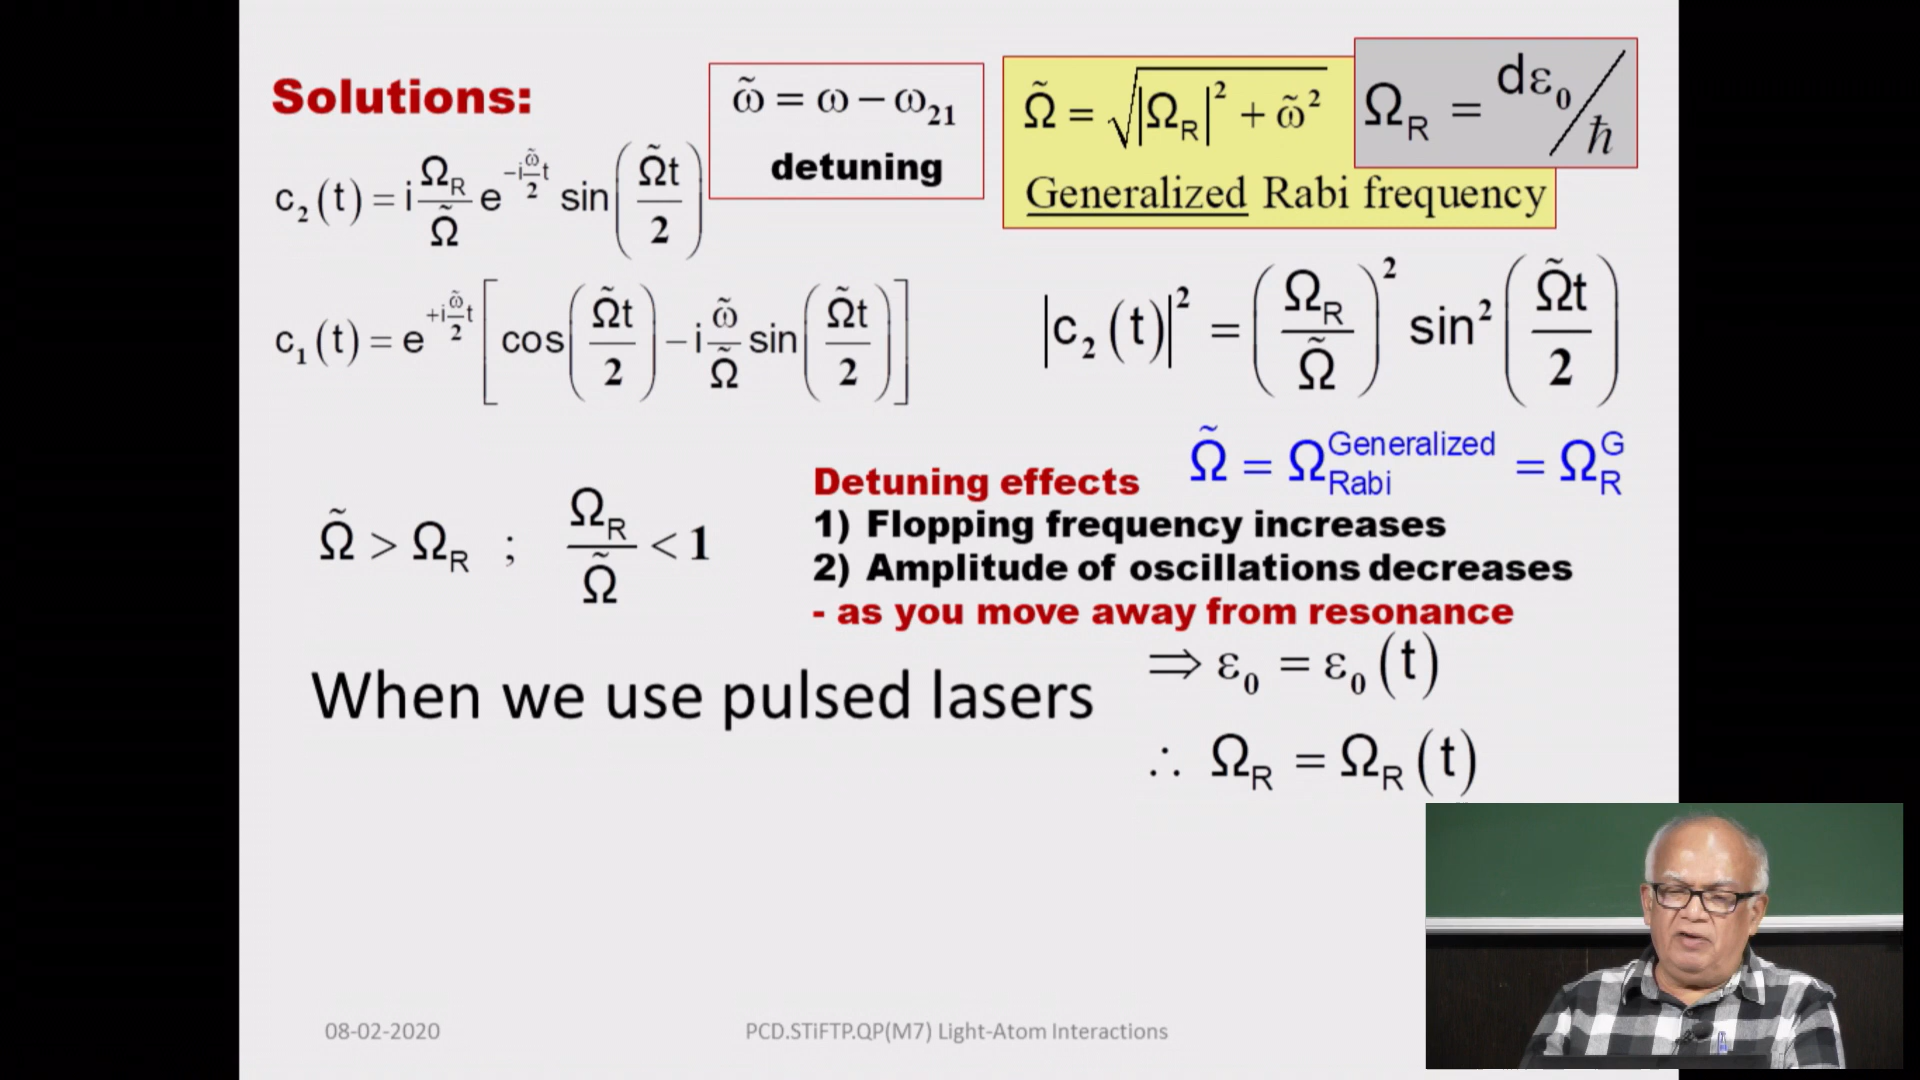 Solutions:
ω̃ = ω − ω₂₁
detuning
Ω̃ = √(|Ω_R|² + ω̃²)
Generalized Rabi frequency
Ω_R = dε₀/ħ
c₂(t) = i (Ω_R/Ω̃) e^(−i(ω̃/2)t) sin(Ω̃t/2)
c₁(t) = e^(+i(ω̃/2)t) [cos(Ω̃t/2) − i (ω̃/Ω̃) sin(Ω̃t/2)]
|c₂(t)|² = (Ω_R/Ω̃)² sin²(Ω̃t/2)
Ω̃ = Ω_Rabi^Generalized = Ω_R^G
Ω̃ > Ω_R ; Ω_R/Ω̃ < 1
Detuning effects
1) Flopping frequency increases
2) Amplitude of oscillations decreases
- as you move away from resonance
When we use pulsed lasers
⇒ ε₀ = ε₀(t)
∴ Ω_R = Ω_R(t)
08-02-2020
PCD.STiFTP.QP(M7) Light-Atom Interactions